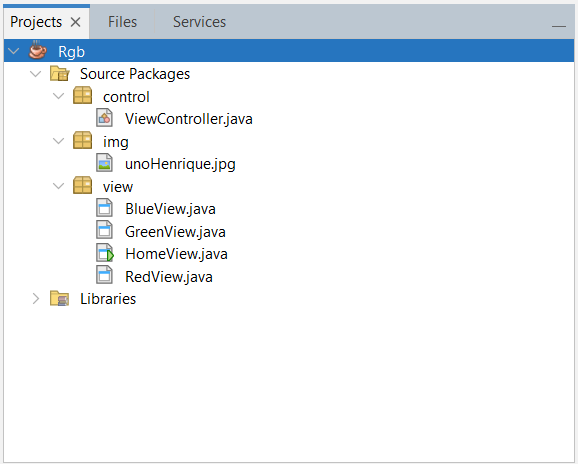 Projects Files Services
Rgb
Source Packages
control
ViewController.java
img
unoHenrique.jpg
view
BlueView.java
GreenView.java
HomeView.java
RedView.java
Libraries